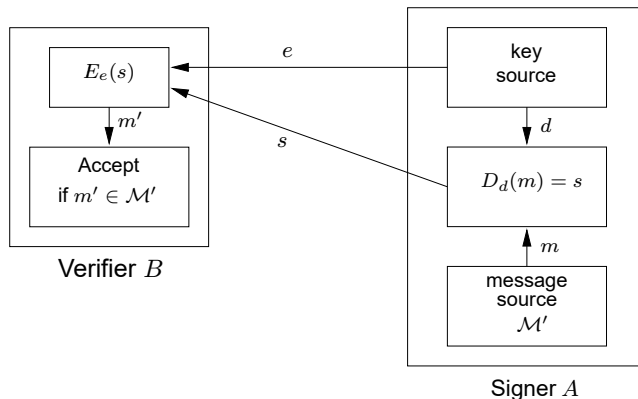 E_e(s)
m′
Accept
if m′ ∈ ℳ′
Verifier B
e
s
key
source
d
D_d(m) = s
m
message
source
ℳ′
Signer A